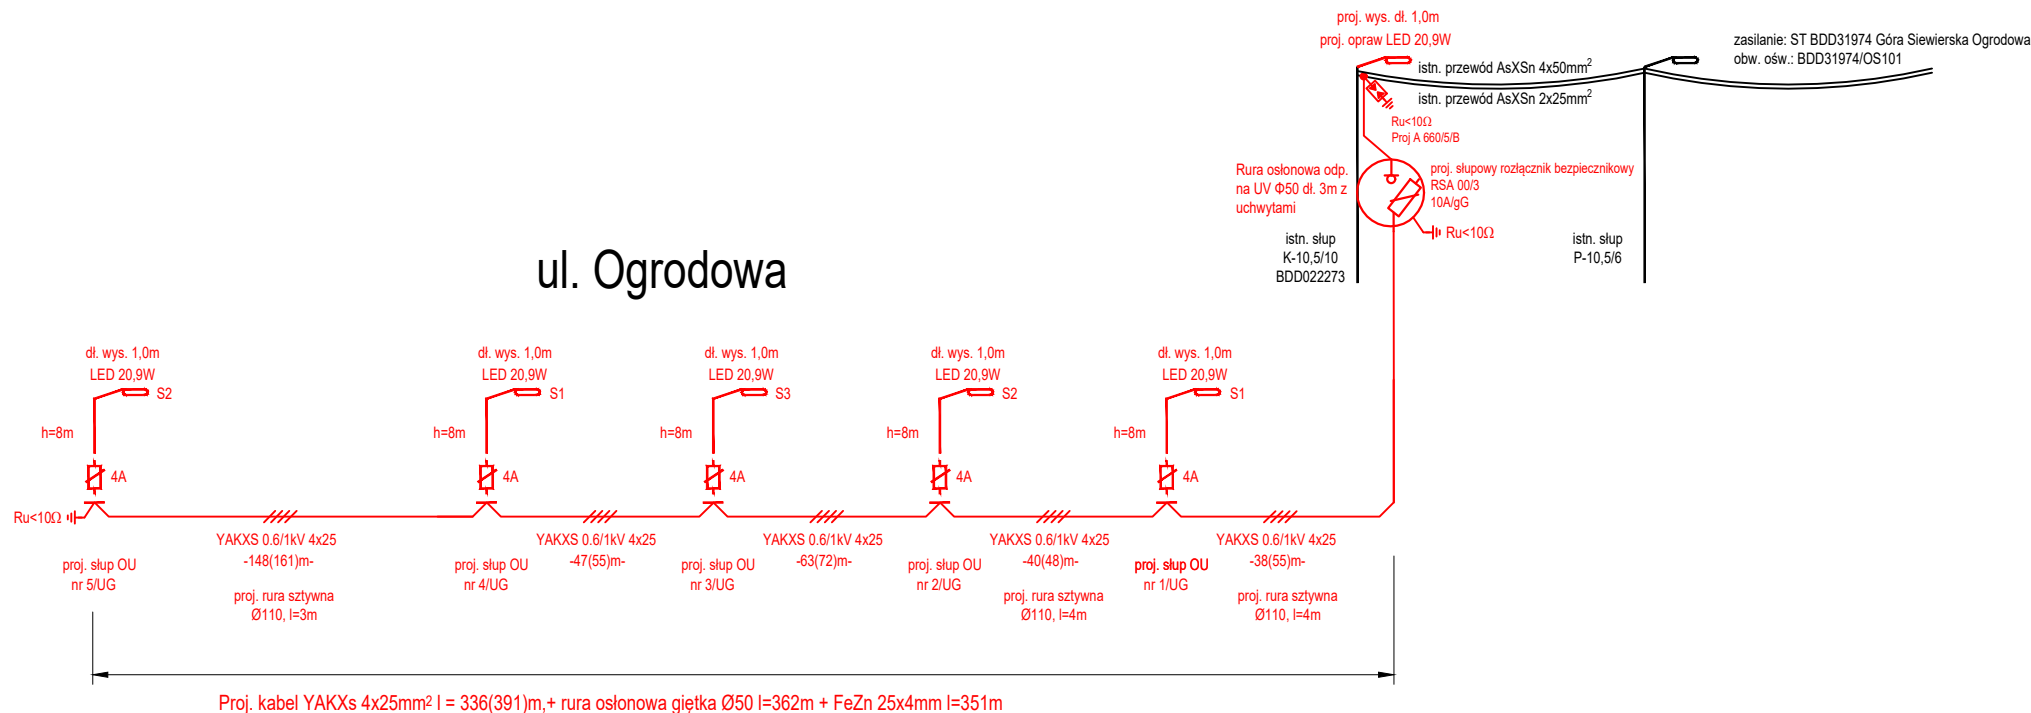 proj. wys. dł. 1,0m
proj. opraw LED 20,9W
istn. przewód AsXSn 4x50mm²
istn. przewód AsXSn 2x25mm²
zasilanie: ST BDD31974 Góra Siewierska Ogrodowa
obw. ośw.: BDD31974/OS101
Ru<10Ω
Proj A 660/5/B
Rura osłonowa odp.
na UV Φ50 dł. 3m z
uchwytami
proj. słupowy rozłącznik bezpiecznikowy
RSA 00/3
10A/gG
Ru<10Ω
istn. słup
K-10,5/10
BDD022273
istn. słup
P-10,5/6
ul. Ogrodowa
dł. wys. 1,0m
LED 20,9W
S2
h=8m
4A
dł. wys. 1,0m
LED 20,9W
S1
h=8m
4A
dł. wys. 1,0m
LED 20,9W
S3
h=8m
4A
dł. wys. 1,0m
LED 20,9W
S2
h=8m
4A
dł. wys. 1,0m
LED 20,9W
S1
h=8m
4A
Ru<10Ω
YAKXS 0.6/1kV 4x25
-148(161)m-
YAKXS 0.6/1kV 4x25
-47(55)m-
YAKXS 0.6/1kV 4x25
-63(72)m-
YAKXS 0.6/1kV 4x25
-40(48)m-
YAKXS 0.6/1kV 4x25
-38(55)m-
proj. słup OU
nr 5/UG
proj. słup OU
nr 4/UG
proj. słup OU
nr 3/UG
proj. słup OU
nr 2/UG
proj. słup OU
nr 1/UG
proj. rura sztywna
Ø110, l=3m
proj. rura sztywna
Ø110, l=4m
proj. rura sztywna
Ø110, l=4m
Proj. kabel YAKXs 4x25mm² l = 336(391)m,+ rura osłonowa giętka Ø50 l=362m + FeZn 25x4mm l=351m